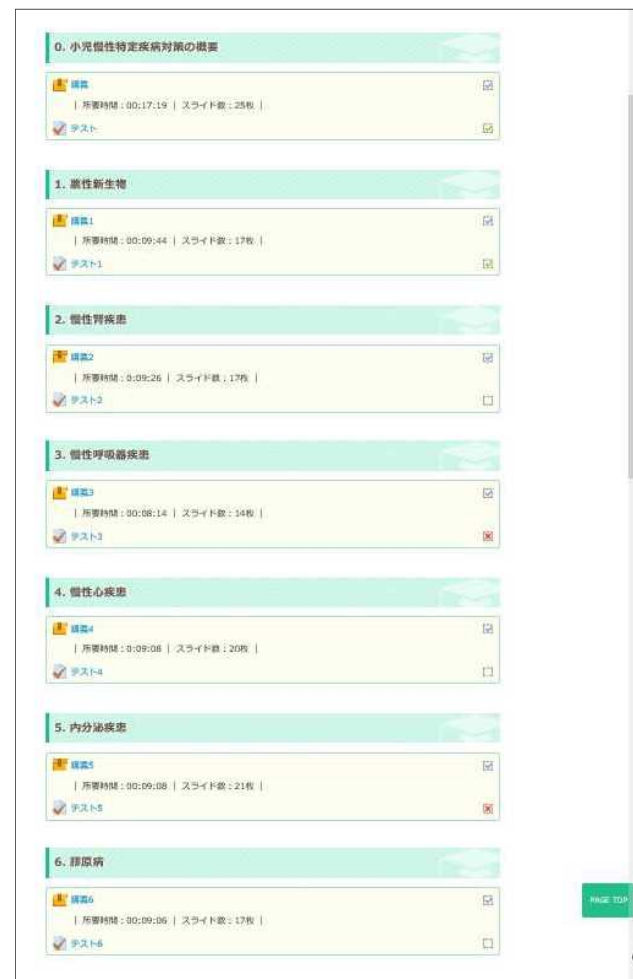 0. 小児慢性特定疾病対策の概要
講義
| 所要時間：00:17:19 | スライド数：25枚 |
テスト
1. 悪性新生物
講義1
| 所要時間：00:09:44 | スライド数：17枚 |
テスト1
2. 慢性腎疾患
講義2
| 所要時間：0:09:26 | スライド数：17枚 |
テスト2
3. 慢性呼吸器疾患
講義3
| 所要時間：00:08:14 | スライド数：14枚 |
テスト3
4. 慢性心疾患
講義4
| 所要時間：0:09:08 | スライド数：20枚 |
テスト4
5. 内分泌疾患
講義5
| 所要時間：00:09:08 | スライド数：21枚 |
テスト5
6. 膠原病
講義6
| 所要時間：00:09:06 | スライド数：17枚 |
テスト6
PAGE TOP